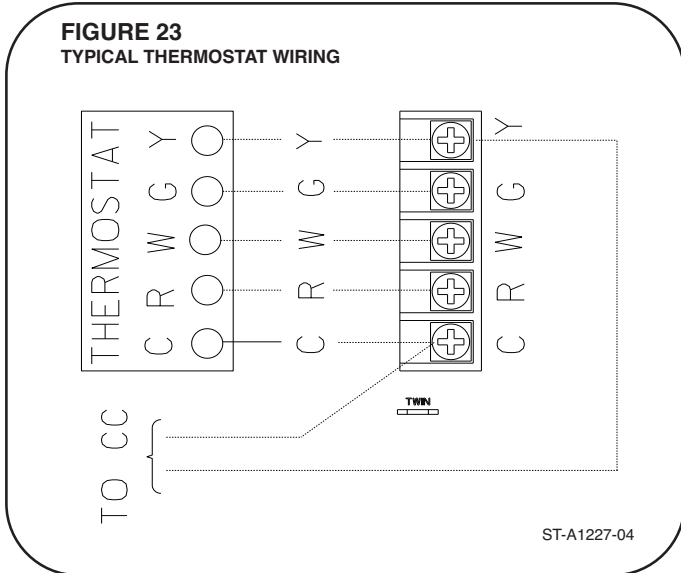 FIGURE 23
TYPICAL THERMOSTAT WIRING
THERMOSTAT
Y Y Y
G G G
W W W
R R R
C C C
TWIN
TO CC
ST-A1227-04